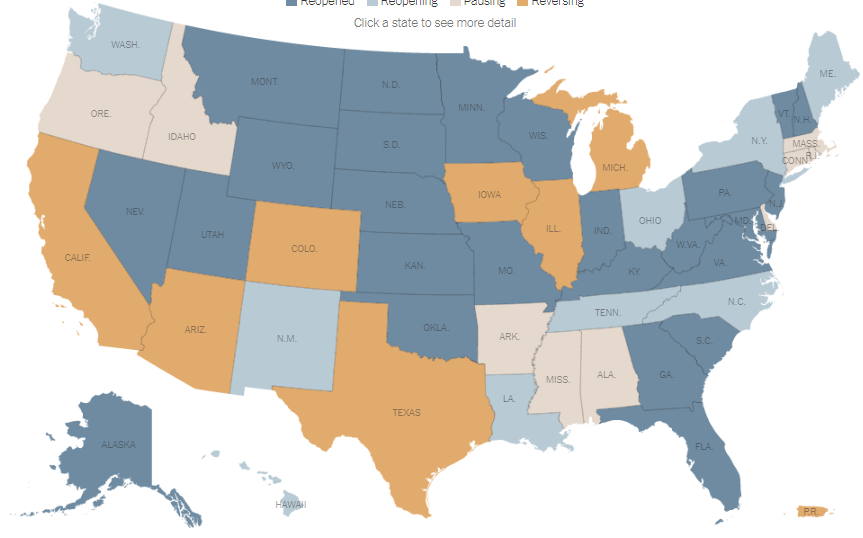 Reopened Reopening Pausing Reversing
Click a state to see more detail
WASH.
ME.
MONT.
N.D.
MINN.
VT.
N.H.
ORE.
IDAHO
S.D.
WIS.
N.Y.
MASS.
R.I.
CONN.
WYO.
MICH.
IOWA
PA.
N.J.
NEV.
NEB.
ILL.
IND.
OHIO
MD.
DEL.
UTAH
COLO.
W.VA.
CALIF.
KAN.
MO.
KY.
VA.
N.C.
TENN.
ARIZ.
N.M.
OKLA.
ARK.
S.C.
MISS.
ALA.
GA.
TEXAS
LA.
ALASKA
FLA.
HAWAII
P.R.